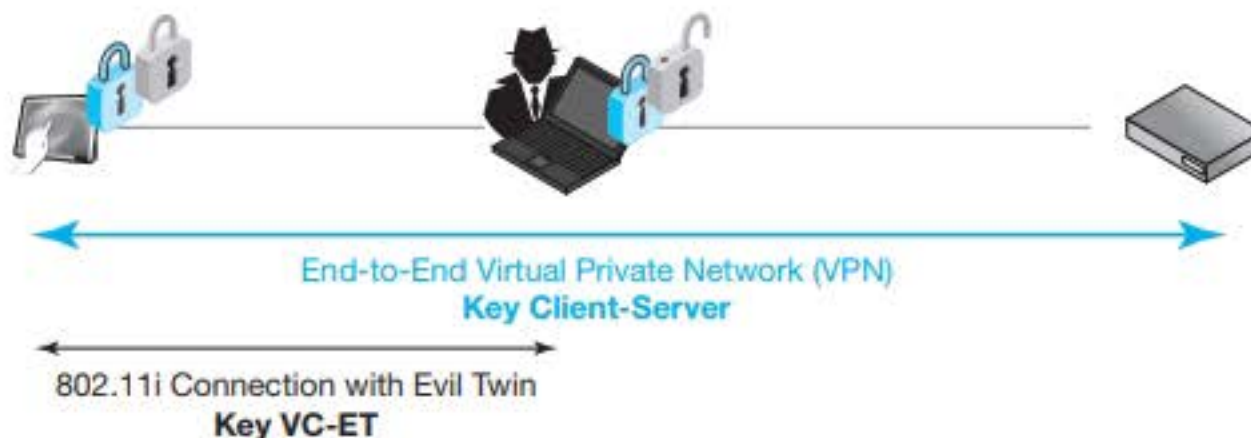 End-to-End Virtual Private Network (VPN)
Key Client-Server
802.11i Connection with Evil Twin
Key VC-ET